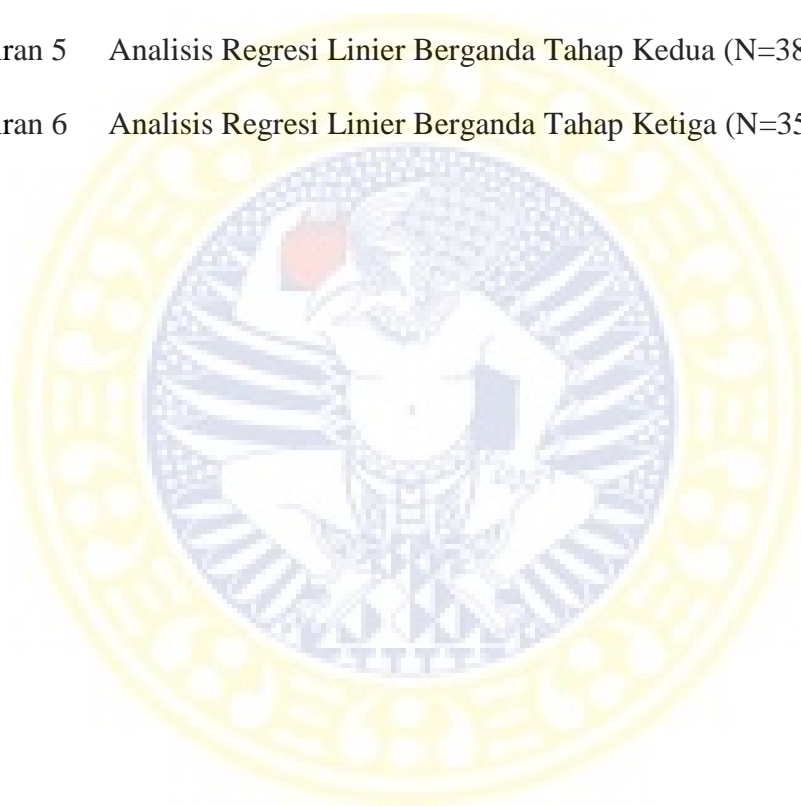 ran 5 Analisis Regresi Linier Berganda Tahap Kedua (N=38
ran 6 Analisis Regresi Linier Berganda Tahap Ketiga (N=35